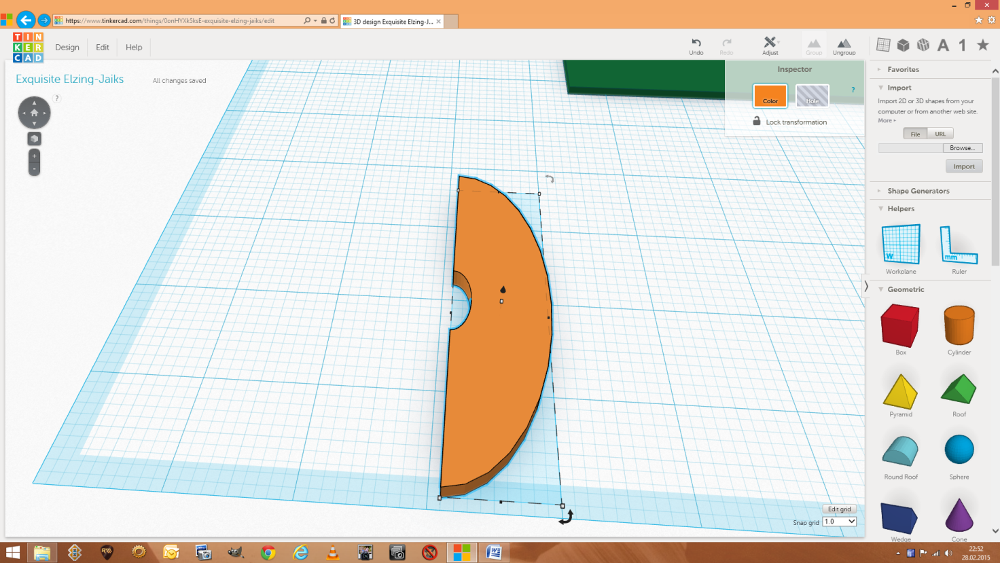 https://www.tinkercad.com/things/0onHYXk5ksE-exquisite-elzing-jaiks/edit
3D design Exquisite Elzing-J...
TIN
KER
CAD
Design
Edit
Help
Undo
Redo
Adjust
Group
Ungroup
A
1
Exquisite Elzing-Jaiks
All changes saved
?
+
-
Inspector
Color
Hole
?
Lock transformation
Favorites
Import
Import 2D or 3D shapes from your
computer or from another web site.
More
File
URL
Browse...
Import
Shape Generators
Helpers
W
mm
Workplane
Ruler
Geometric
Box
Cylinder
Pyramid
Roof
Round Roof
Sphere
Wedge
Cone
Edit grid
Snap grid
1.0
22:52
28.02.2015